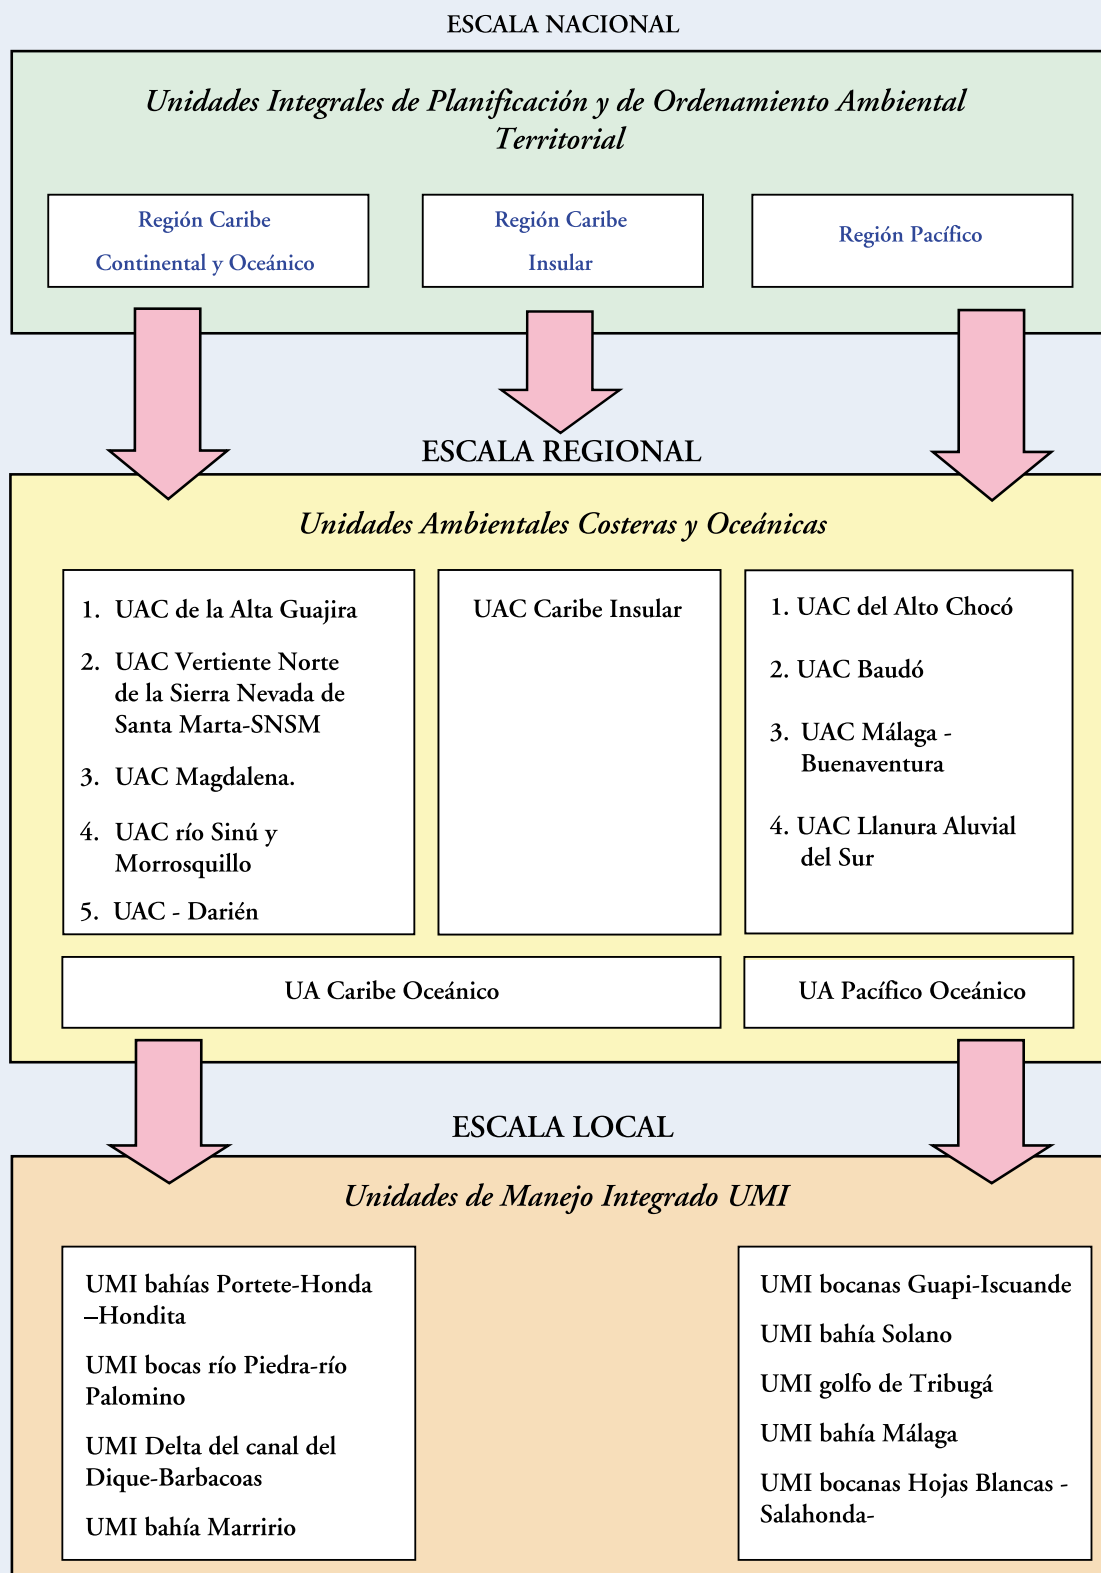 ESCALA NACIONAL
Unidades Integrales de Planificación y de Ordenamiento Ambiental
Territorial
Región Caribe
Continental y Oceánico
Región Caribe
Insular
Región Pacífico
ESCALA REGIONAL
Unidades Ambientales Costeras y Oceánicas
1. UAC de la Alta Guajira
2. UAC Vertiente Norte
de la Sierra Nevada de
Santa Marta-SNSM
3. UAC Magdalena.
4. UAC río Sinú y
Morrosquillo
5. UAC - Darién
UAC Caribe Insular
1. UAC del Alto Chocó
2. UAC Baudó
3. UAC Málaga -
Buenaventura
4. UAC Llanura Aluvial
del Sur
UA Caribe Oceánico
UA Pacífico Oceánico
ESCALA LOCAL
Unidades de Manejo Integrado UMI
UMI bahías Portete-Honda
–Hondita
UMI bocas río Piedra-río
Palomino
UMI Delta del canal del
Dique-Barbacoas
UMI bahía Marririo
UMI bocanas Guapi-Iscuande
UMI bahía Solano
UMI golfo de Tribugá
UMI bahía Málaga
UMI bocanas Hojas Blancas -
Salahonda-